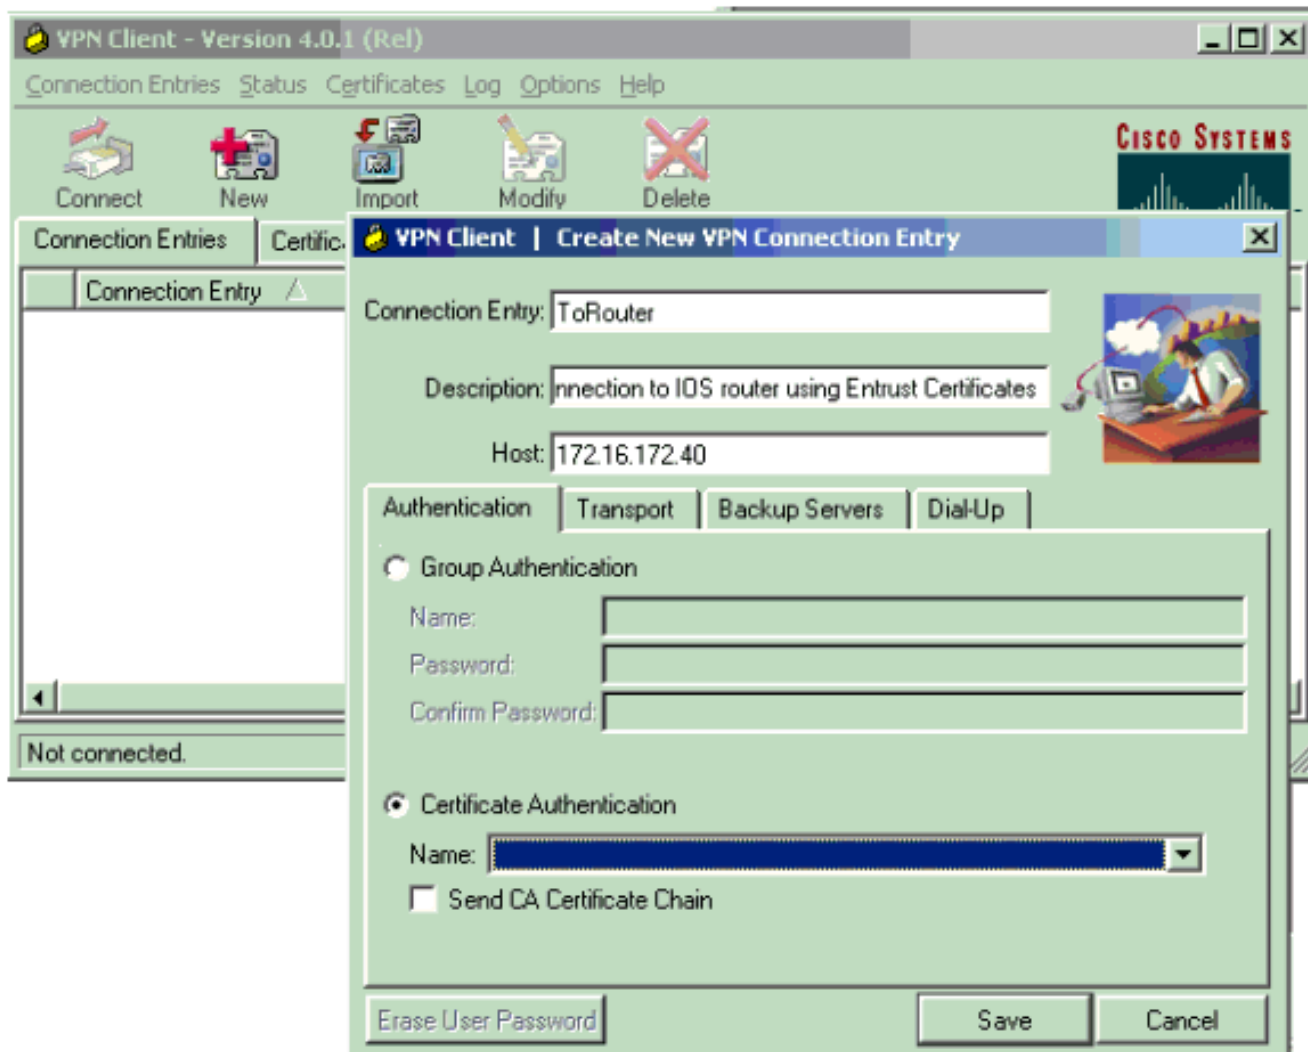 VPN Client - Version 4.0.1 (Rel)
Connection Entries Status Certificates Log Options Help
Connect New Import Modify Delete
CISCO SYSTEMS
Connection Entries Certific
Connection Entry
VPN Client | Create New VPN Connection Entry
Connection Entry: ToRouter
Description: nnection to IOS router using Entrust Certificates
Host: 172.16.172.40
Authentication Transport Backup Servers Dial-Up
Group Authentication
Name:
Password:
Confirm Password:
Certificate Authentication
Name:
Send CA Certificate Chain
Erase User Password Save Cancel
Not connected.